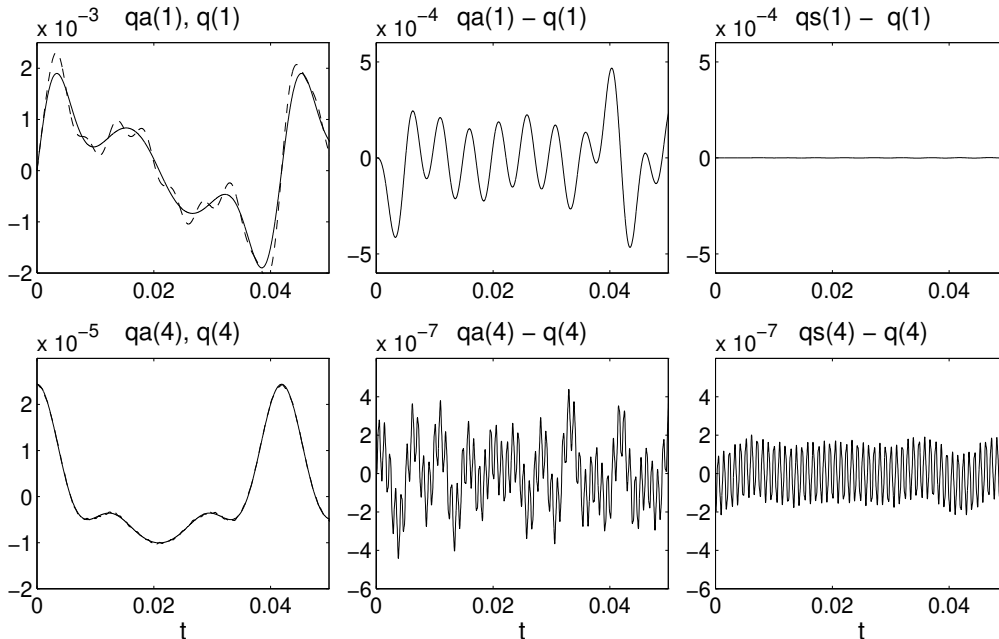 x 10⁻³ qa(1), q(1)
2
1
0
−1
−2
0 0.02 0.04
x 10⁻⁴ qa(1) − q(1)
5
0
−5
0 0.02 0.04
x 10⁻⁴ qs(1) − q(1)
5
0
−5
0 0.02 0.04
x 10⁻⁵ qa(4), q(4)
2
1
0
−1
−2
0 0.02 0.04
t
x 10⁻⁷ qa(4) − q(4)
4
2
0
−2
−4
−6
0 0.02 0.04
t
x 10⁻⁷ qs(4) − q(4)
4
2
0
−2
−4
−6
0 0.02 0.04
t